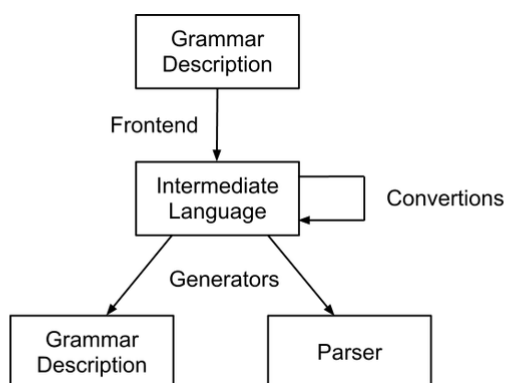 Grammar
Description
Frontend
Intermediate
Language
Convertions
Generators
Grammar
Description
Parser